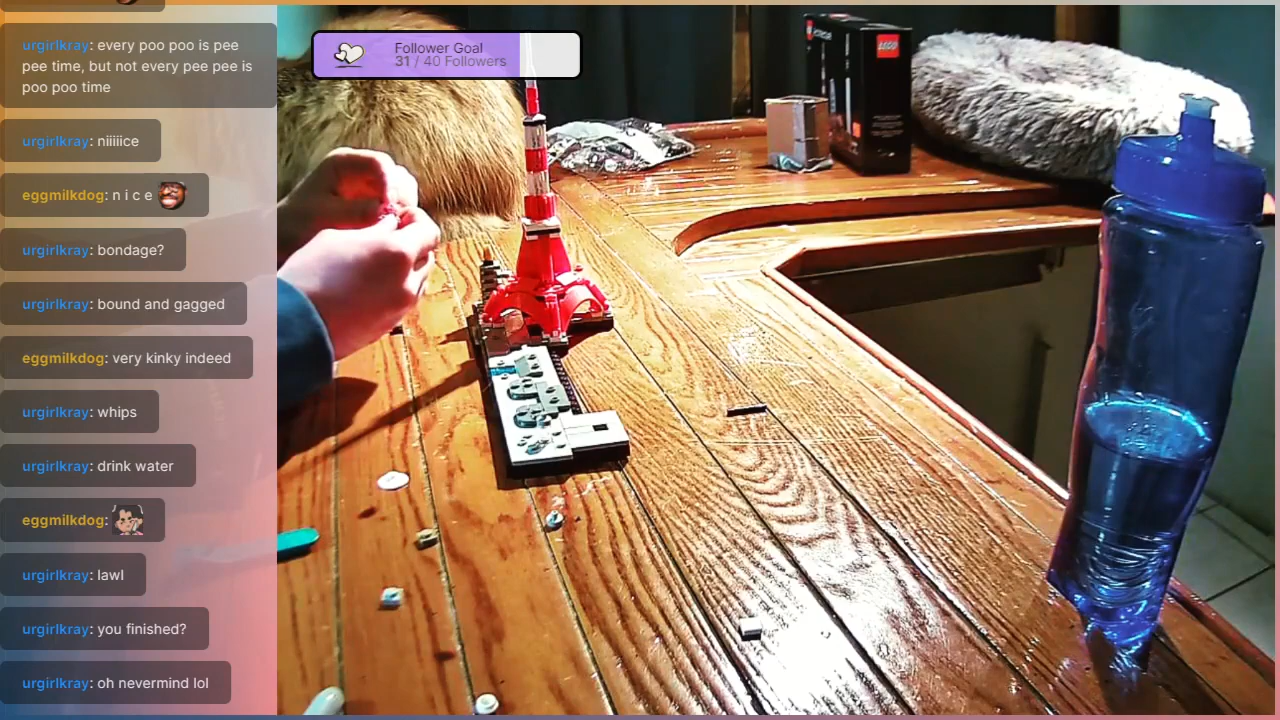 urgirlkray: every poo poo is pee
pee time, but not every pee pee is
poo poo time
urgirlkray: niiiiice
eggmilkdog: n i c e
urgirlkray: bondage?
urgirlkray: bound and gagged
eggmilkdog: very kinky indeed
urgirlkray: whips
urgirlkray: drink water
eggmilkdog:
urgirlkray: lawl
urgirlkray: you finished?
urgirlkray: oh nevermind lol
Follower Goal
31 / 40 Followers
LEGO